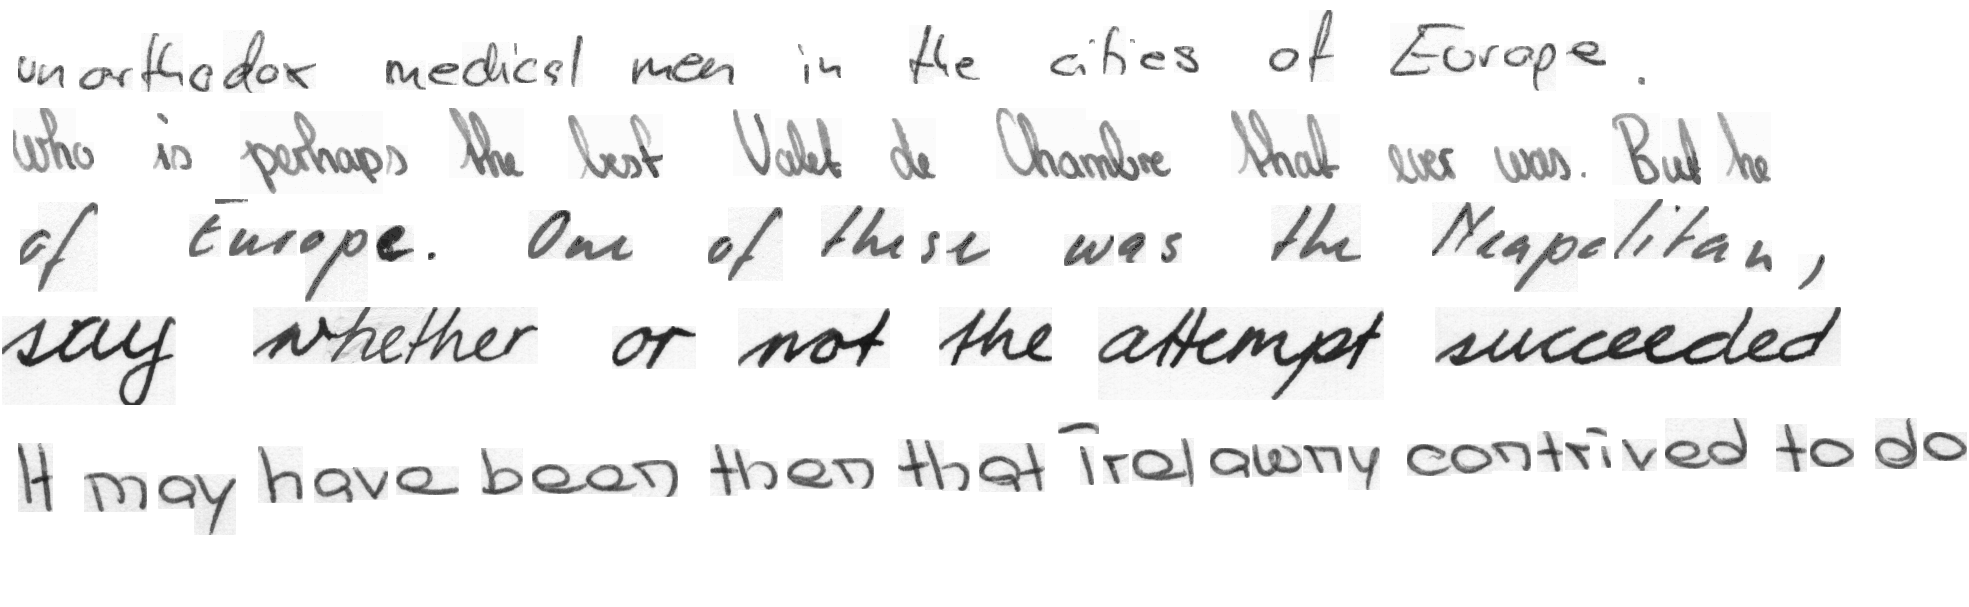 unorthodox medical men in the cities of Europe.
who is perhaps the best Valet de Chambre that ever was. But he
of Europe. One of these was the Neapolitan,
say whether or not the attempt succeeded
It may have been then that Trelawny contrived to do